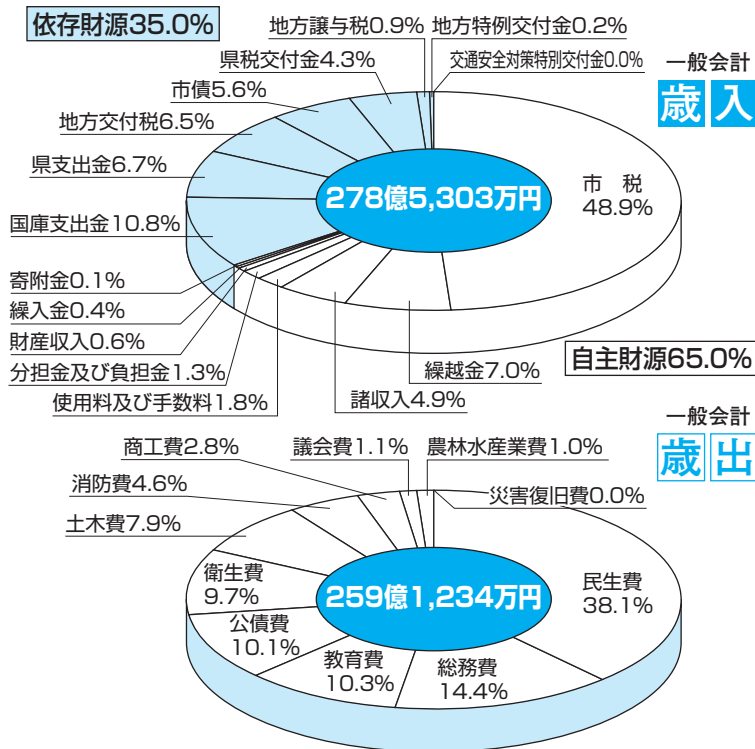 依存財源35.0%
地方譲与税0.9%
地方特例交付金0.2%
県税交付金4.3%
交通安全対策特別交付金0.0%
一般会計
歳入
市債5.6%
地方交付税6.5%
県支出金6.7%
278億5,303万円
市 税
48.9%
国庫支出金10.8%
寄附金0.1%
繰入金0.4%
財産収入0.6%
分担金及び負担金1.3%
使用料及び手数料1.8%
諸収入4.9%
繰越金7.0%
自主財源65.0%
一般会計
歳出
商工費2.8%
議会費1.1%
農林水産業費1.0%
消防費4.6%
災害復旧費0.0%
土木費7.9%
衛生費
9.7%
259億1,234万円
民生費
38.1%
公債費
10.1%
教育費
10.3%
総務費
14.4%